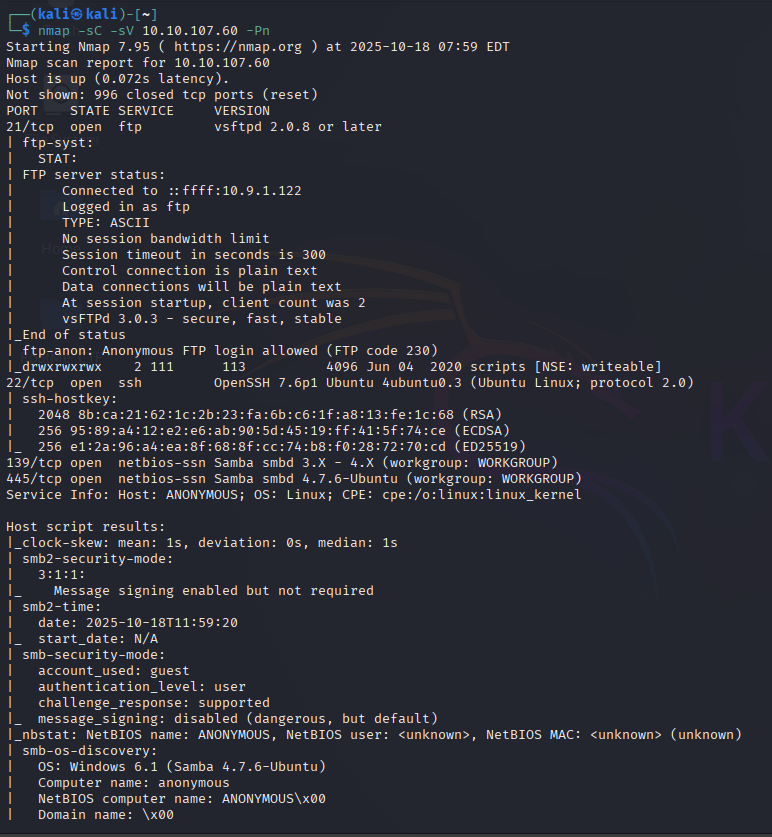 ┌──(kali㉿kali)-[~]
└─$ nmap -sC -sV 10.10.107.60 -Pn
Starting Nmap 7.95 ( https://nmap.org ) at 2025-10-18 07:59 EDT
Nmap scan report for 10.10.107.60
Host is up (0.072s latency).
Not shown: 996 closed tcp ports (reset)
PORT    STATE SERVICE     VERSION
21/tcp  open  ftp         vsftpd 2.0.8 or later
| ftp-syst:
|   STAT:
| FTP server status:
|      Connected to ::ffff:10.9.1.122
|      Logged in as ftp
|      TYPE: ASCII
|      No session bandwidth limit
|      Session timeout in seconds is 300
|      Control connection is plain text
|      Data connections will be plain text
|      At session startup, client count was 2
|      vsFTPd 3.0.3 - secure, fast, stable
|_End of status
| ftp-anon: Anonymous FTP login allowed (FTP code 230)
|_drwxrwxrwx    2 111      113          4096 Jun 04  2020 scripts [NSE: writeable]
22/tcp  open  ssh         OpenSSH 7.6p1 Ubuntu 4ubuntu0.3 (Ubuntu Linux; protocol 2.0)
| ssh-hostkey:
|   2048 8b:ca:21:62:1c:2b:23:fa:6b:c6:1f:a8:13:fe:1c:68 (RSA)
|   256 95:89:a4:12:e2:e6:ab:90:5d:45:19:ff:41:5f:74:ce (ECDSA)
|_  256 e1:2a:96:a4:ea:8f:68:8f:cc:74:b8:f0:28:72:70:cd (ED25519)
139/tcp open  netbios-ssn Samba smbd 3.X - 4.X (workgroup: WORKGROUP)
445/tcp open  netbios-ssn Samba smbd 4.7.6-Ubuntu (workgroup: WORKGROUP)
Service Info: Host: ANONYMOUS; OS: Linux; CPE: cpe:/o:linux:linux_kernel

Host script results:
|_clock-skew: mean: 1s, deviation: 0s, median: 1s
| smb2-security-mode:
|   3:1:1:
|_    Message signing enabled but not required
| smb2-time:
|   date: 2025-10-18T11:59:20
|_  start_date: N/A
| smb-security-mode:
|   account_used: guest
|   authentication_level: user
|   challenge_response: supported
|_  message_signing: disabled (dangerous, but default)
|_nbstat: NetBIOS name: ANONYMOUS, NetBIOS user: <unknown>, NetBIOS MAC: <unknown> (unknown)
| smb-os-discovery:
|   OS: Windows 6.1 (Samba 4.7.6-Ubuntu)
|   Computer name: anonymous
|   NetBIOS computer name: ANONYMOUS\x00
|   Domain name: \x00